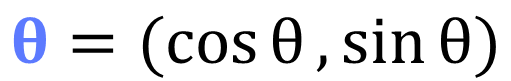 θ = (cos θ , sin θ)